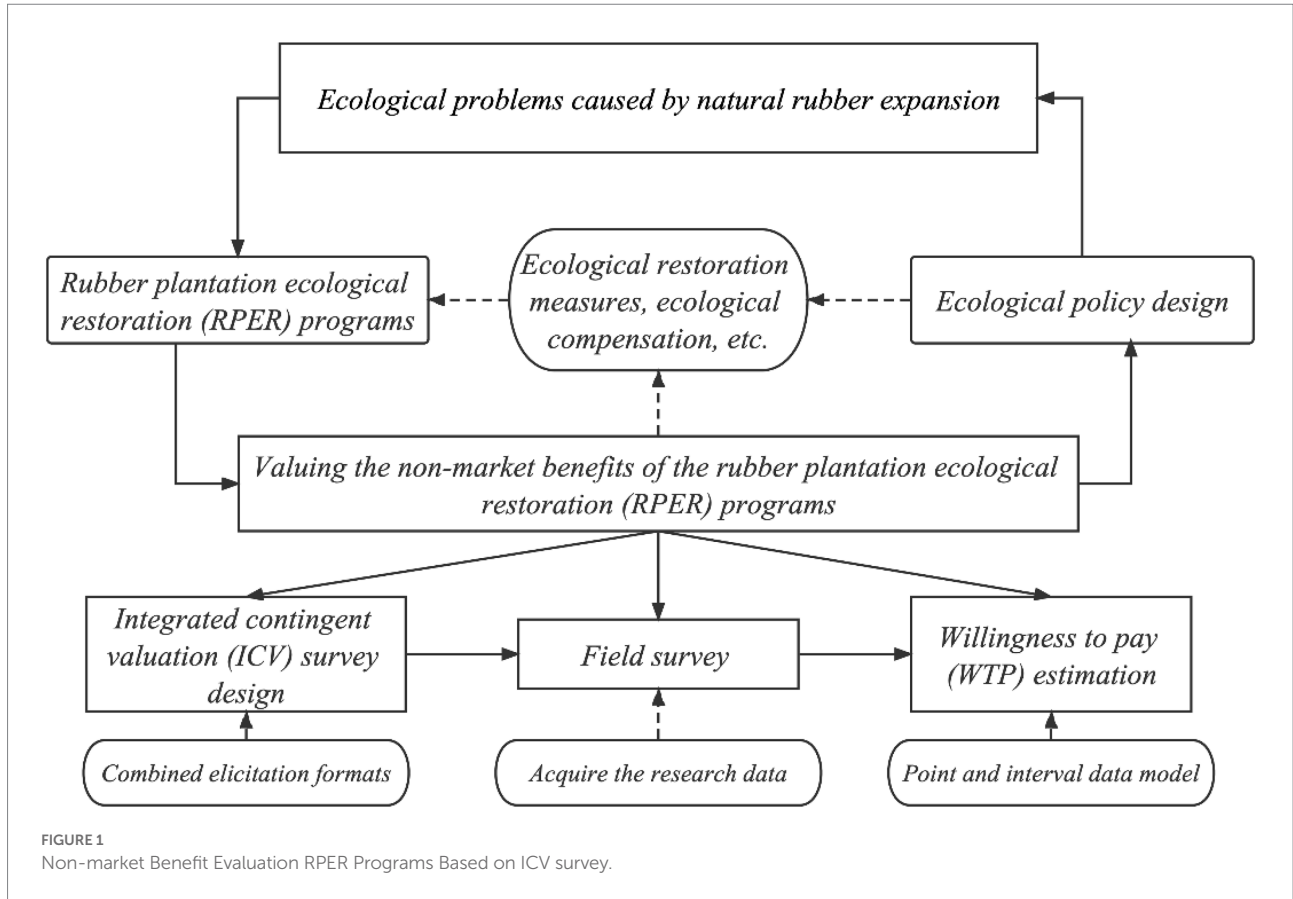 Ecological problems caused by natural rubber expansion
Rubber plantation ecological
restoration (RPER) programs
Ecological restoration
measures, ecological
compensation, etc.
Ecological policy design
Valuing the non-market benefits of the rubber plantation ecological
restoration (RPER) programs
Integrated contingent
valuation (ICV) survey
design
Field survey
Willingness to pay
(WTP) estimation
Combined elicitation formats
Acquire the research data
Point and interval data model
FIGURE 1
Non-market Benefit Evaluation RPER Programs Based on ICV survey.